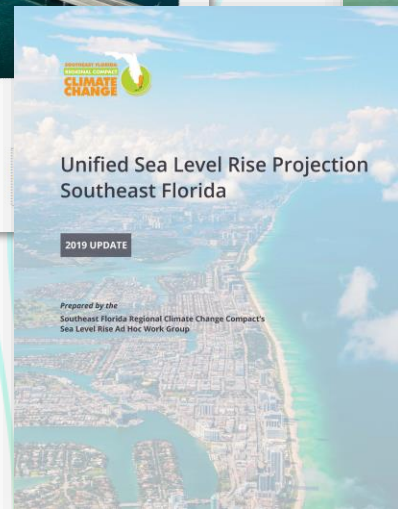 SOUTHEAST FLORIDA
REGIONAL COMPACT
CLIMATE
CHANGE
Unified Sea Level Rise Projection
Southeast Florida
2019 UPDATE
Prepared by the
Southeast Florida Regional Climate Change Compact's
Sea Level Rise Ad Hoc Work Group